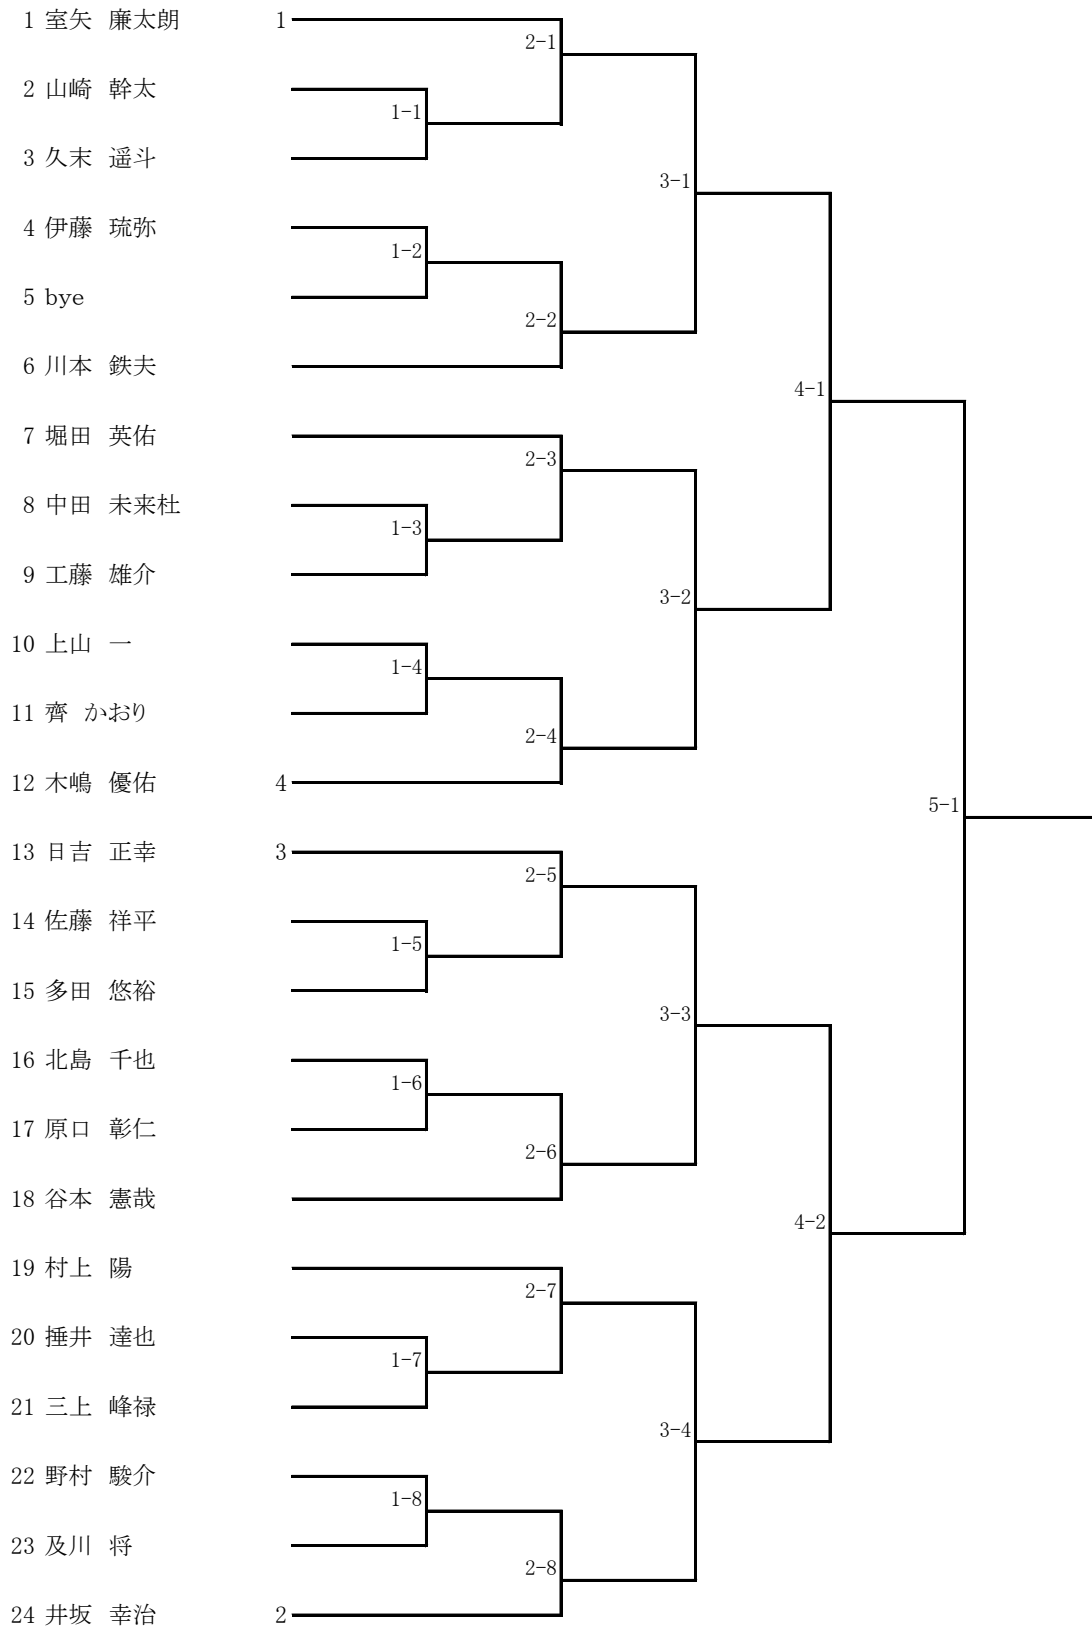 1 室矢 廉太朗 1
2-1
2 山崎 幹太
1-1
3 久末 遥斗
3-1
4 伊藤 琉弥
1-2
5 bye
2-2
6 川本 鉄夫
4-1
7 堀田 英佑
2-3
8 中田 未来杜
1-3
9 工藤 雄介
3-2
10 上山 一
1-4
11 齊 かおり
2-4
12 木嶋 優佑 4
5-1
13 日吉 正幸 3
2-5
14 佐藤 祥平
1-5
15 多田 悠裕
3-3
16 北島 千也
1-6
17 原口 彰仁
2-6
18 谷本 憲哉
4-2
19 村上 陽
2-7
20 捶井 達也
1-7
21 三上 峰禄
3-4
22 野村 駿介
1-8
23 及川 将
2-8
24 井坂 幸治 2